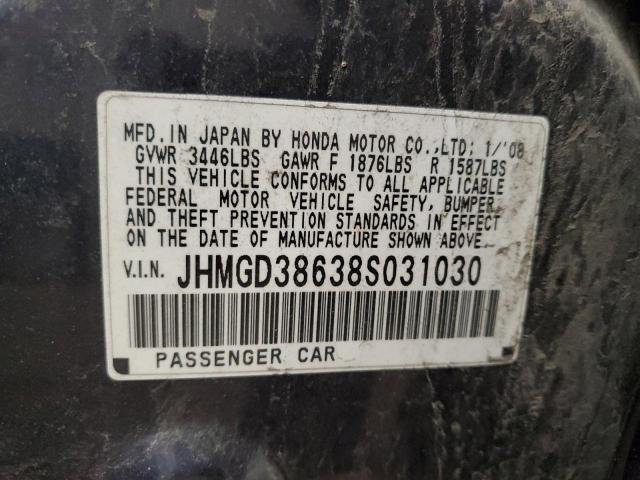 MFD.IN JAPAN BY HONDA MOTOR CO.,LTD: 1/'08
GVWR 3446LBS GAWR F 1876LBS R 1587LBS
THIS VEHICLE CONFORMS TO ALL APPLICABLE
FEDERAL MOTOR VEHICLE SAFETY, BUMPER,
AND THEFT PREVENTION STANDARDS IN EFFECT
ON THE DATE OF MANUFACTURE SHOWN ABOVE.
V.I.N. JHMGD38638S031030
PASSENGER CAR